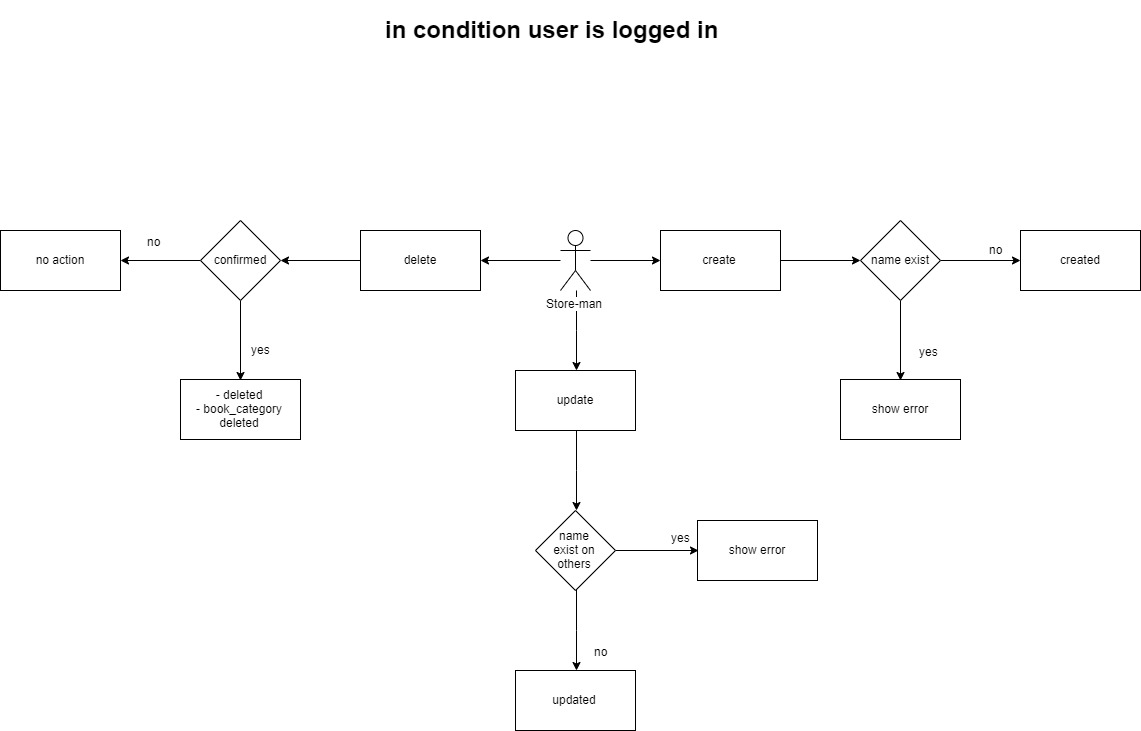 in condition user is logged in
no
no
no action
confirmed
delete
create
name exist
created
Store-man
yes
yes
- deleted
- book_category
deleted
update
show error
name
exist on
others
yes
show error
no
updated